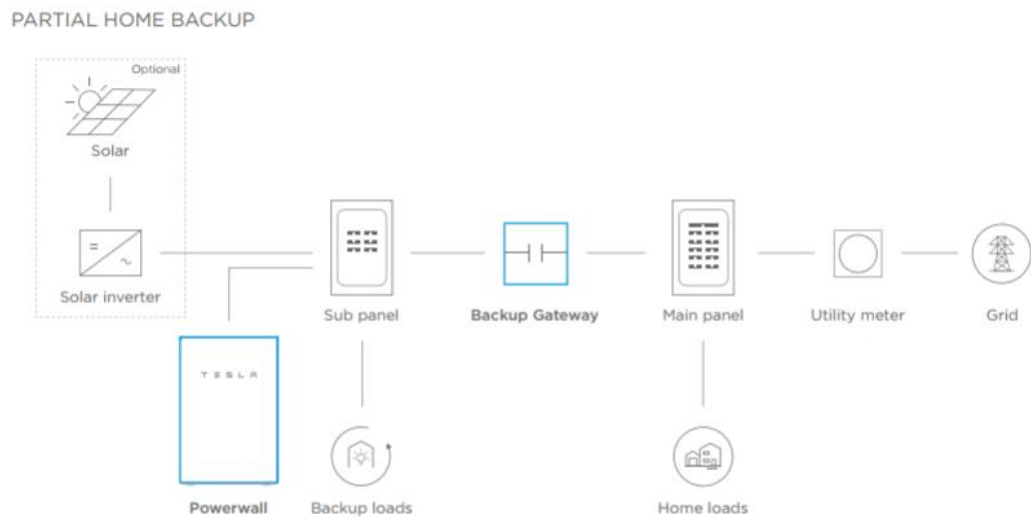 PARTIAL HOME BACKUP
Optional
Solar
Solar inverter
Sub panel
Backup Gateway
Main panel
Utility meter
Grid
TESLA
Powerwall
Backup loads
Home loads